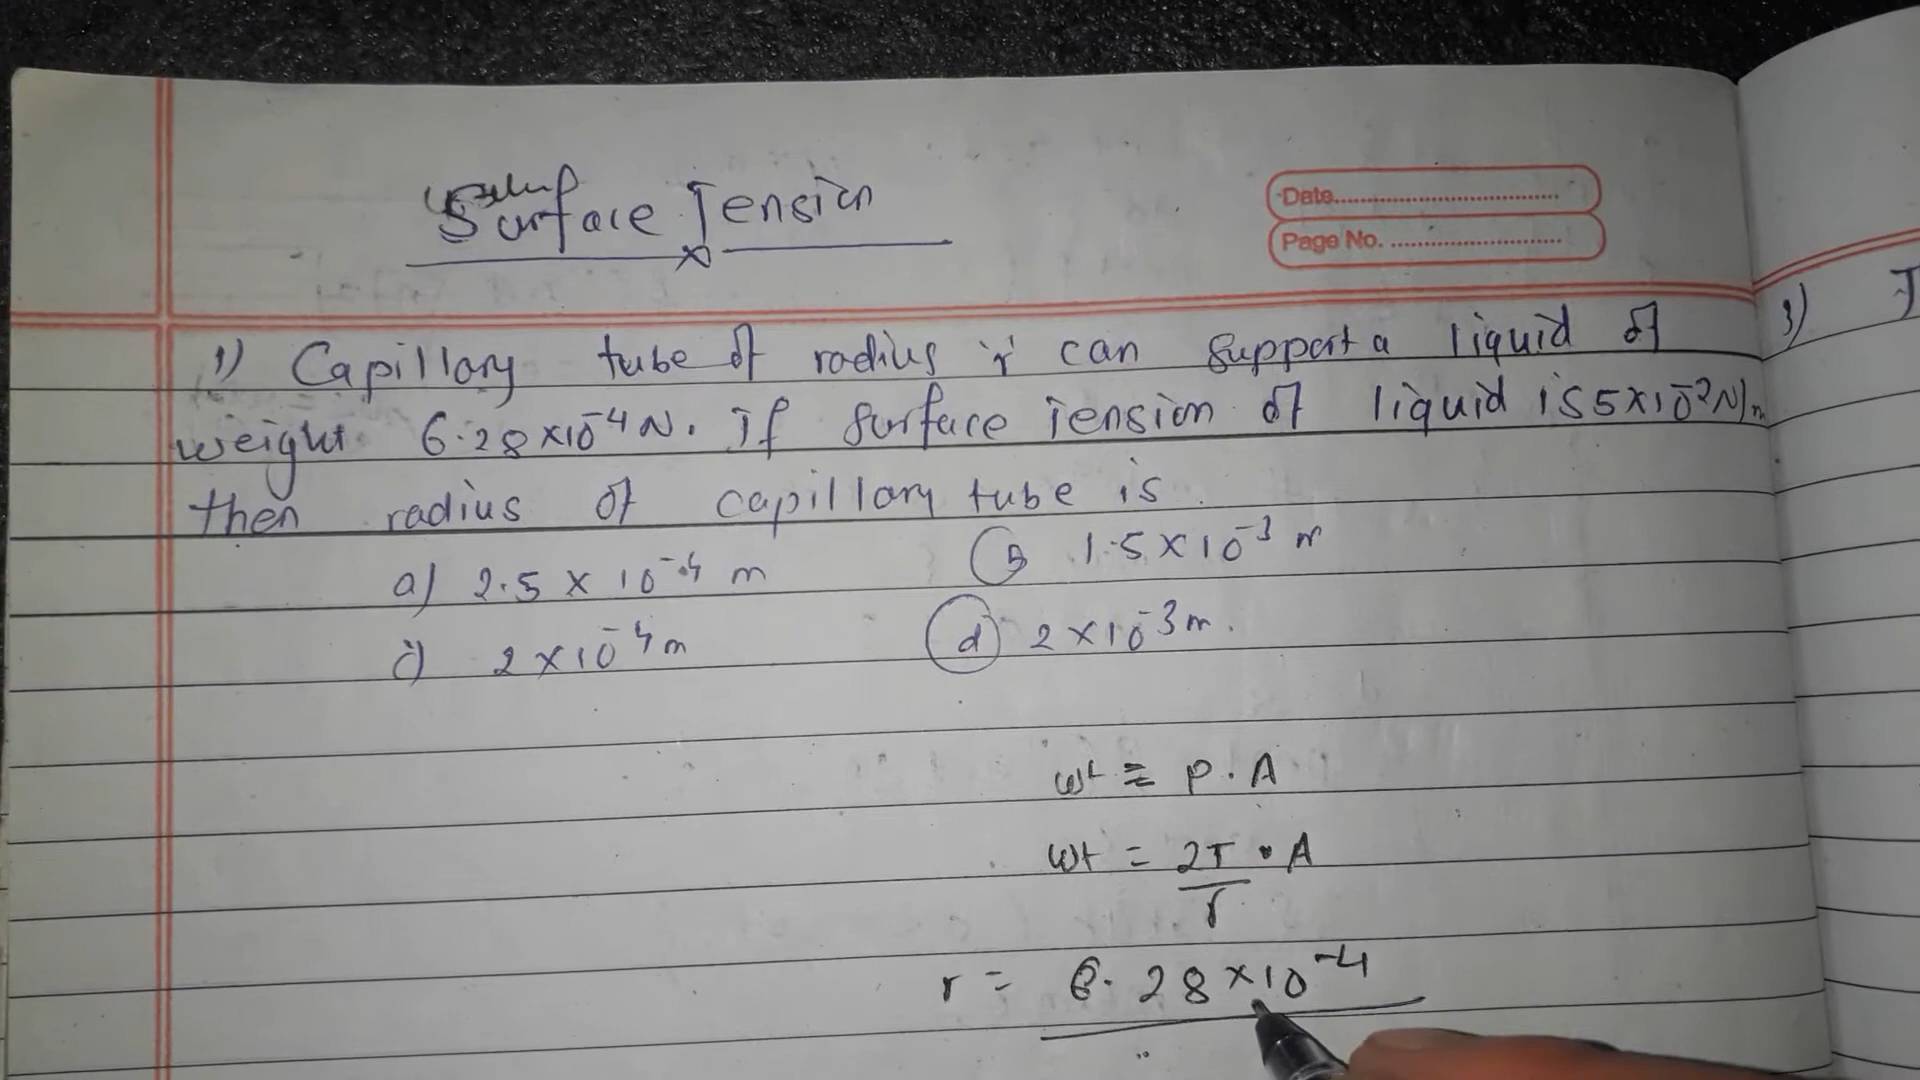 Surface Tension
Date
Page No.
1) Capillary tube of radius 'r' can support a liquid of
weight 6.28×10⁻⁴ N. If surface Tension of liquid is 5×10⁻² N/m
then radius of capillary tube is.
a) 2.5 × 10⁻⁴ m
b 1.5×10⁻³ m
c) 2×10⁻⁴ m
d) 2×10⁻³ m.
3)
wt = P·A
wt = 2T/r · A
r = 6.28×10⁻⁴